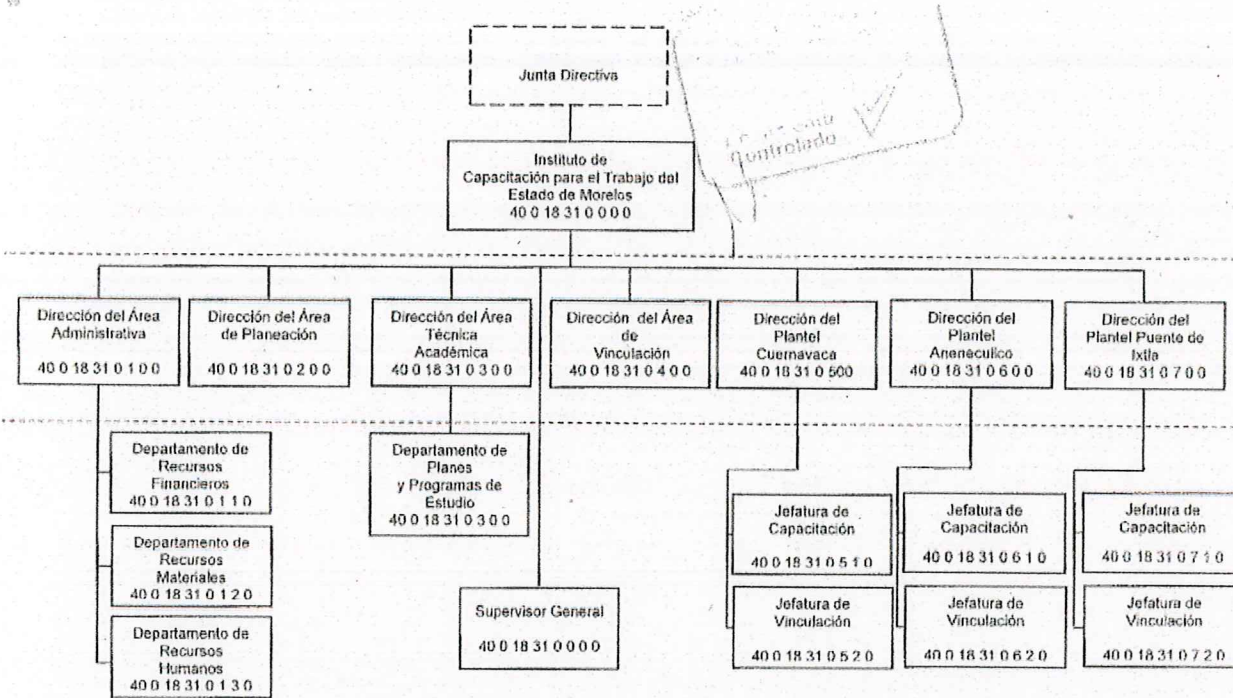 Junta Directiva
Controlado
Instituto de
Capacitación para el Trabajo del
Estado de Morelos
40 0 18 31 0 0 0 0
Dirección del Área
Administrativa
40 0 18 31 0 1 0 0
Dirección del Área
de Planeación
40 0 18 31 0 2 0 0
Dirección del Área
Técnica
Académica
40 0 18 31 0 3 0 0
Dirección del Área
de
Vinculación
40 0 18 31 0 4 0 0
Dirección del
Plantel
Cuernavaca
40 0 18 31 0 500
Dirección del
Plantel
Anenecuilco
40 0 18 31 0 6 0 0
Dirección del
Plantel Puente de
Ixtla
40 0 18 31 0 7 0 0
Departamento de
Recursos
Financieros
40 0 18 31 0 1 1 0
Departamento de
Recursos
Materiales
40 0 18 31 0 1 2 0
Departamento de
Recursos
Humanos
40 0 18 31 0 1 3 0
Departamento de
Planes
y Programas de
Estudio
40 0 18 31 0 3 0 0
Supervisor General
40 0 18 31 0 0 0 0
Jefatura de
Capacitación
40 0 18 31 0 5 1 0
Jefatura de
Vinculación
40 0 18 31 0 5 2 0
Jefatura de
Capacitación
40 0 18 31 0 6 1 0
Jefatura de
Vinculación
40 0 18 31 0 6 2 0
Jefatura de
Capacitación
40 0 18 31 0 7 1 0
Jefatura de
Vinculación
40 0 18 31 0 7 2 0